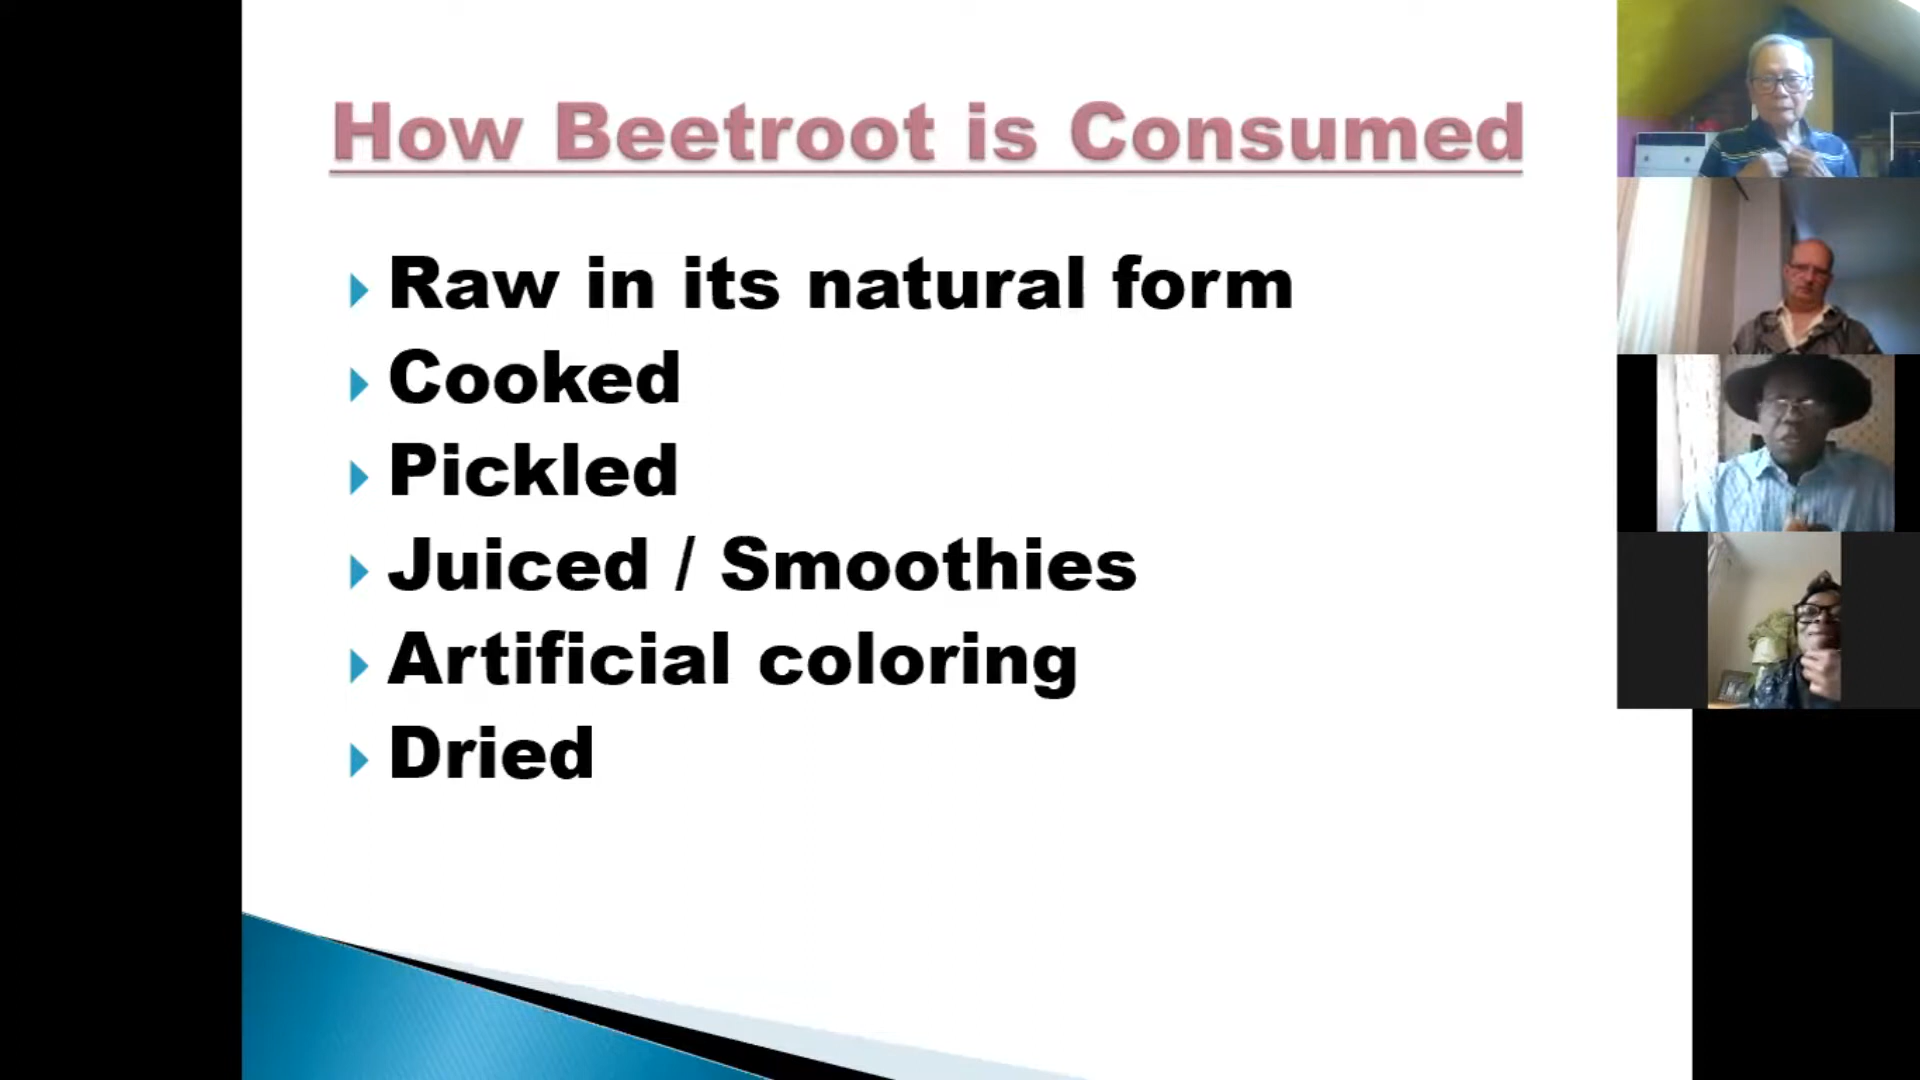 How Beetroot is Consumed
Raw in its natural form
Cooked
Pickled
Juiced / Smoothies
Artificial coloring
Dried